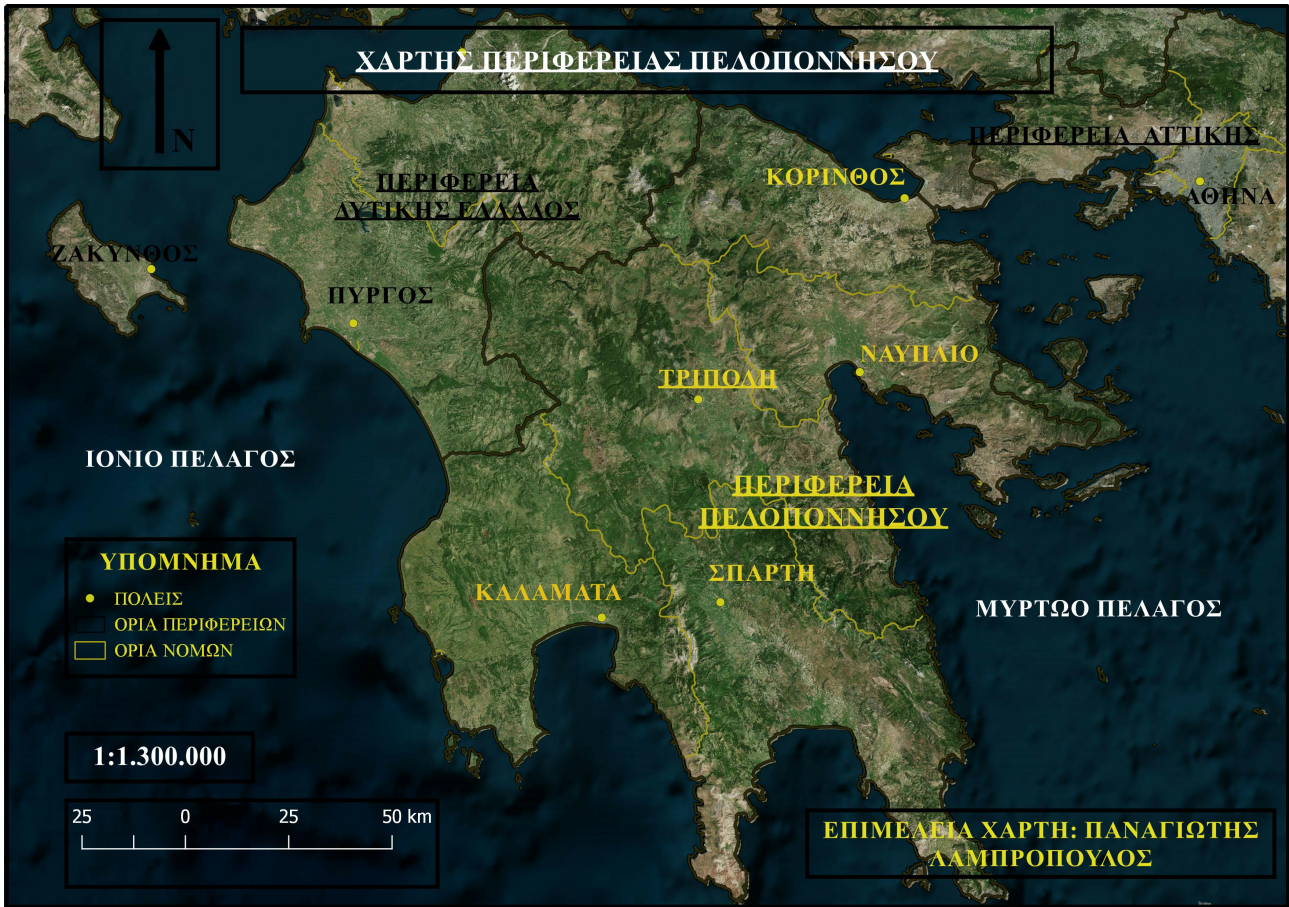 ΧΑΡΤΗΣ ΠΕΡΙΦΕΡΕΙΑΣ ΠΕΛΟΠΟΝΝΗΣΟΥ
N
ΠΕΡΙΦΕΡΕΙΑ ΑΤΤΙΚΗΣ
ΚΟΡΙΝΘΟΣ
ΠΕΡΙΦΕΡΕΙΑ
ΔΥΤΙΚΗΣ ΕΛΛΑΔΟΣ
ΑΘΗΝΑ
ΖΑΚΥΝΘΟΣ
ΠΥΡΓΟΣ
ΝΑΥΠΛΙΟ
ΤΡΙΠΟΛΗ
ΙΟΝΙΟ ΠΕΛΑΓΟΣ
ΠΕΡΙΦΕΡΕΙΑ
ΠΕΛΟΠΟΝΝΗΣΟΥ
ΣΠΑΡΤΗ
ΚΑΛΑΜΑΤΑ
ΜΥΡΤΩΟ ΠΕΛΑΓΟΣ
ΥΠΟΜΝΗΜΑ
ΠΟΛΕΙΣ
ΟΡΙΑ ΠΕΡΙΦΕΡΕΙΩΝ
ΟΡΙΑ ΝΟΜΩΝ
1:1.300.000
25 0 25 50 km
ΕΠΙΜΕΛΕΙΑ ΧΑΡΤΗ: ΠΑΝΑΓΙΩΤΗΣ
ΛΑΜΠΡΟΠΟΥΛΟΣ